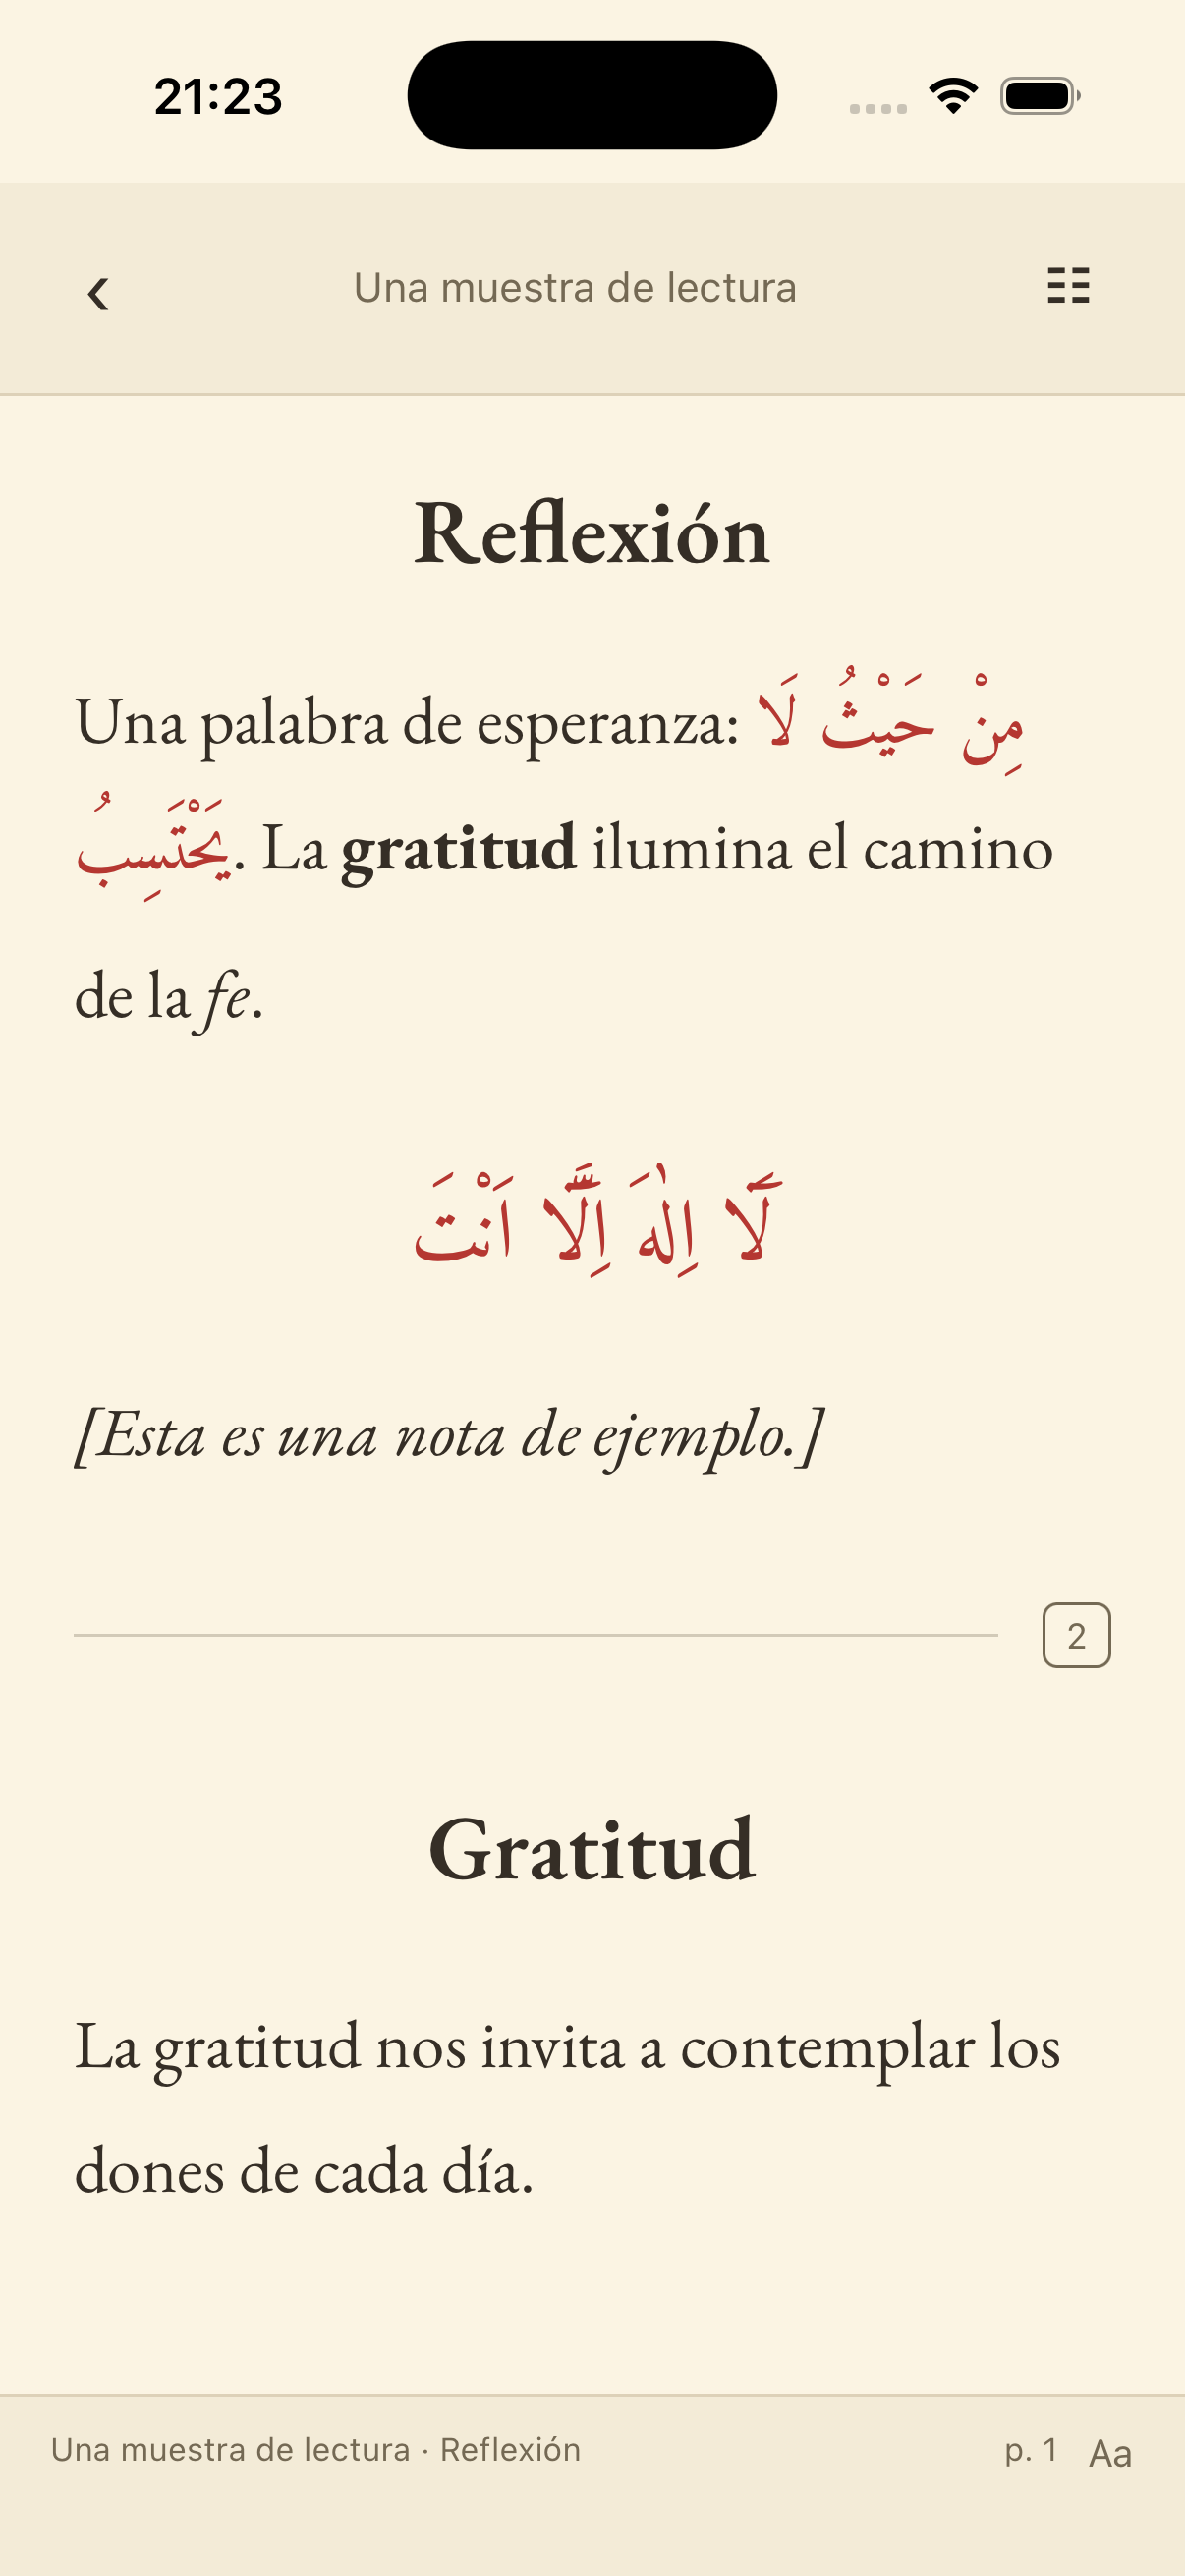 21:23
Una muestra de lectura
Reflexión
Una palabra de esperanza: مِنْ حَيْثُ لَا
يَحْتَسِبُ. La gratitud ilumina el camino
de la fe.
لَٓا اِلٰهَ اِلَّٓا اَنْتَ
[Esta es una nota de ejemplo.]
2
Gratitud
La gratitud nos invita a contemplar los
dones de cada día.
Una muestra de lectura · Reflexión
p. 1 Aa